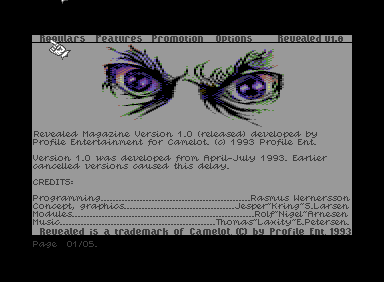 Regulars Features Promotion Options Revealed V1.0
Revealed Magazine Version 1.0 (released) developed by
Profile Entertainment for Camelot. (c) 1993 Profile Ent.
Version 1.0 was developed from April-July 1993. Earlier
cancelled versions caused this delay.
CREDITS:
Programming..............................Rasmus Wernersson
Concept, graphics......................Jesper"Kring"S.Larsen
Modules....................................Rolf"Nigel"Arnesen
Music...............................Thomas"Laxity"E.Petersen.
Revealed is a trademark of Camelot (C) by Profile Ent 1993
Page 01/05.